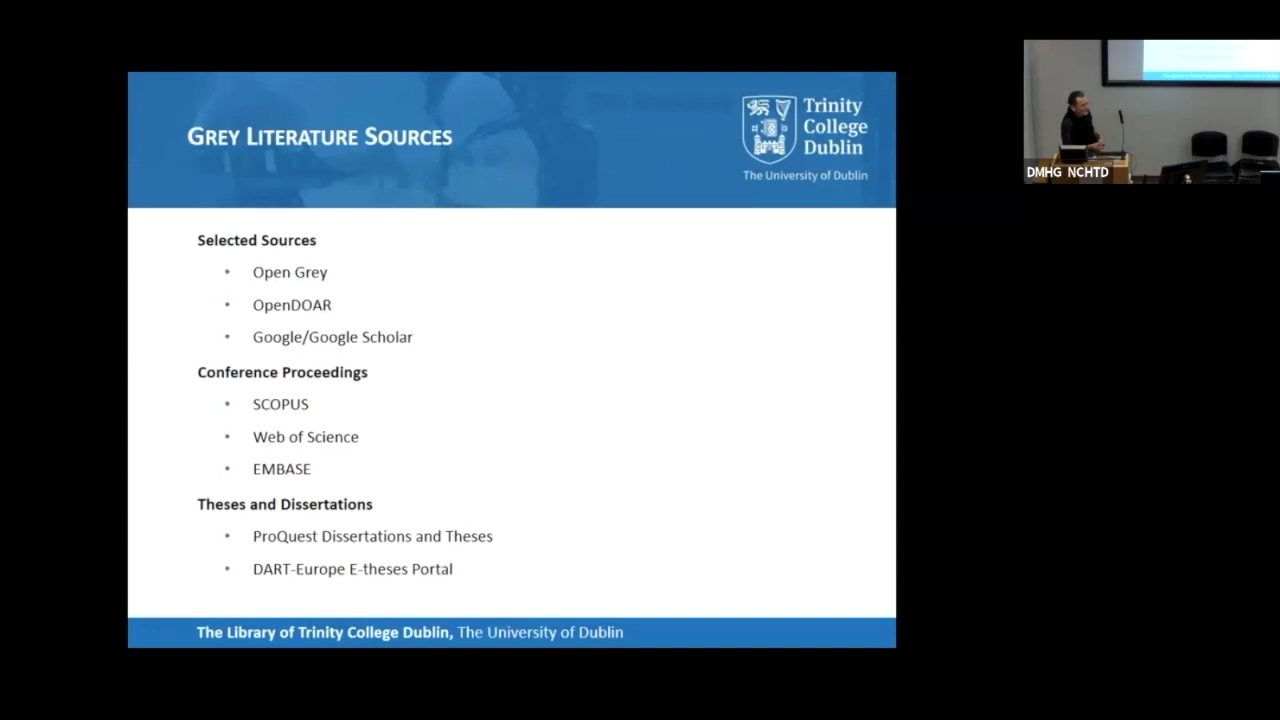 GREY LITERATURE SOURCES
Trinity
College
Dublin
The University of Dublin
Selected Sources
• Open Grey
• OpenDOAR
• Google/Google Scholar
Conference Proceedings
• SCOPUS
• Web of Science
• EMBASE
Theses and Dissertations
• ProQuest Dissertations and Theses
• DART-Europe E-theses Portal
The Library of Trinity College Dublin, The University of Dublin
DMHG NCHTD